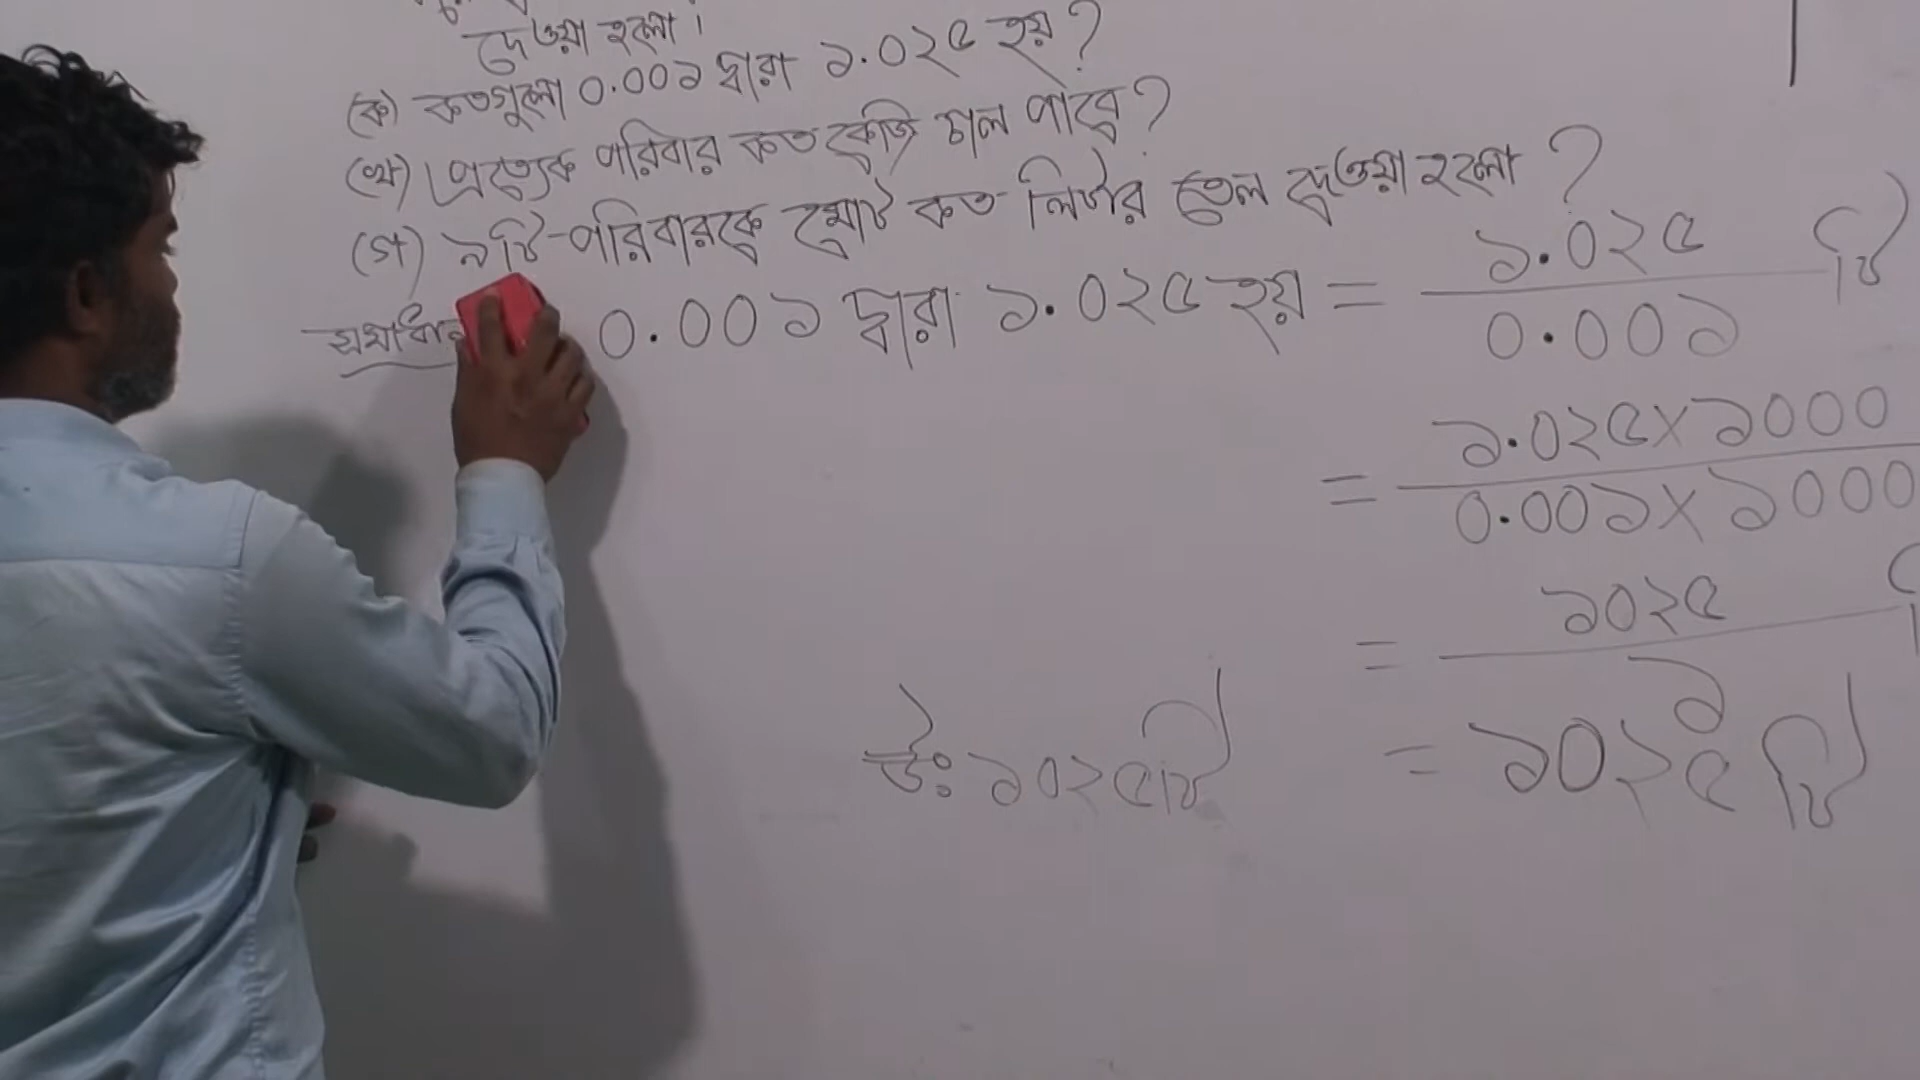 দেওয়া হলো।
(ক) কতগুলো ০.০০১ দ্বারা ১.০২৫ হয়?
(খ) প্রত্যেক পরিবার কত কেজি চাল পাবে?
(গ) ৯টি পরিবারকে মোট কত লিটার তেল দেওয়া হলো?
সমাধান ০.০০১ দ্বারা ১.০২৫ হয় = ১.০২৫ টি
০.০০১
১.০২৫×১০০০
=
০.০০১×১০০০
১০২৫
=
১
উঃ ১০২৫টি = ১০২৫ টি